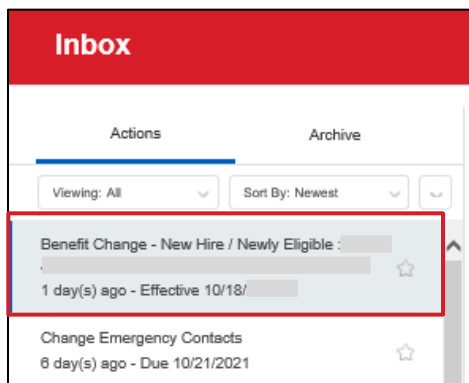 Inbox
Actions Archive
Viewing: All Sort By: Newest
Benefit Change - New Hire / Newly Eligible :
1 day(s) ago - Effective 10/18/
Change Emergency Contacts
6 day(s) ago - Due 10/21/2021